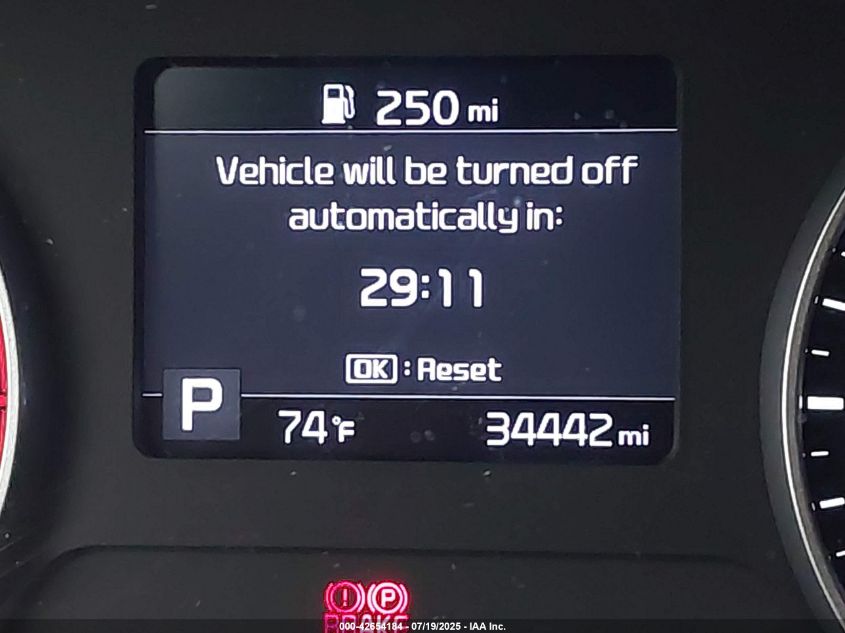 250 mi
Vehicle will be turned off
automatically in:
29:11
OK : Reset
P
74°F 34442 mi
P
BRAKE
000-42654184 - 07/19/2025 - IAA Inc.